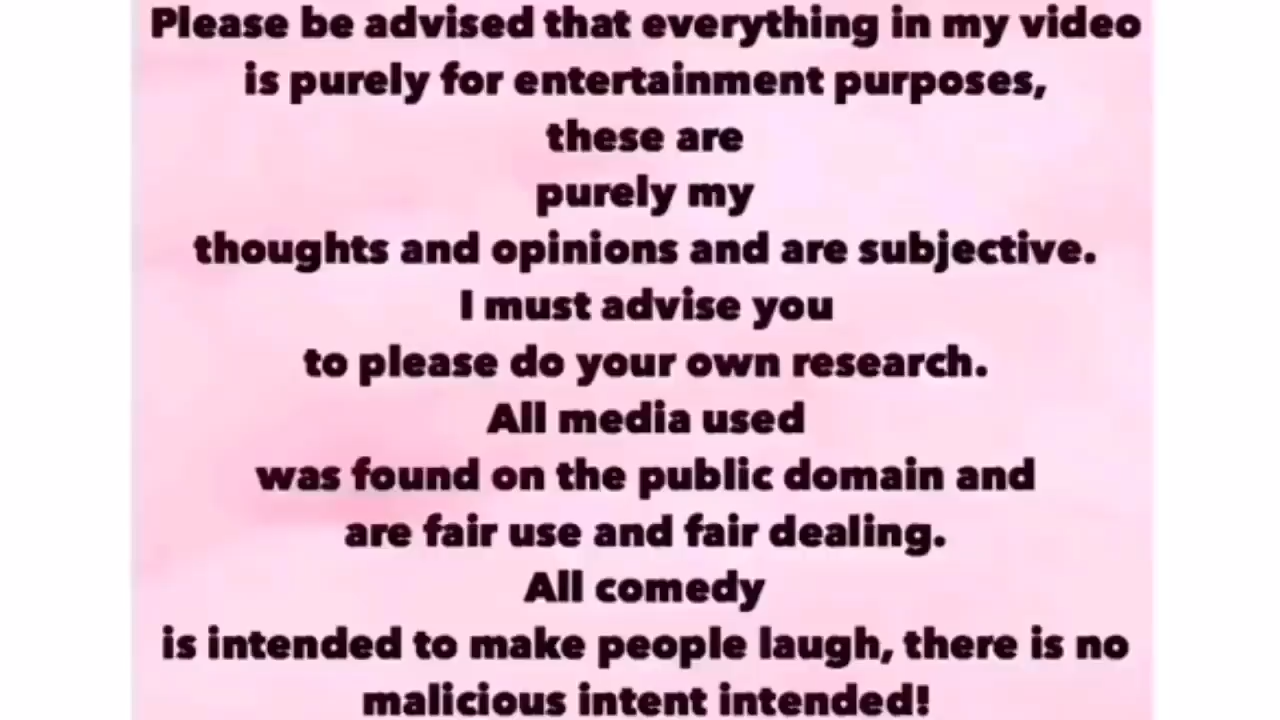 Please be advised that everything in my video
is purely for entertainment purposes,
these are
purely my
thoughts and opinions and are subjective.
I must advise you
to please do your own research.
All media used
was found on the public domain and
are fair use and fair dealing.
All comedy
is intended to make people laugh, there is no
malicious intent intended!